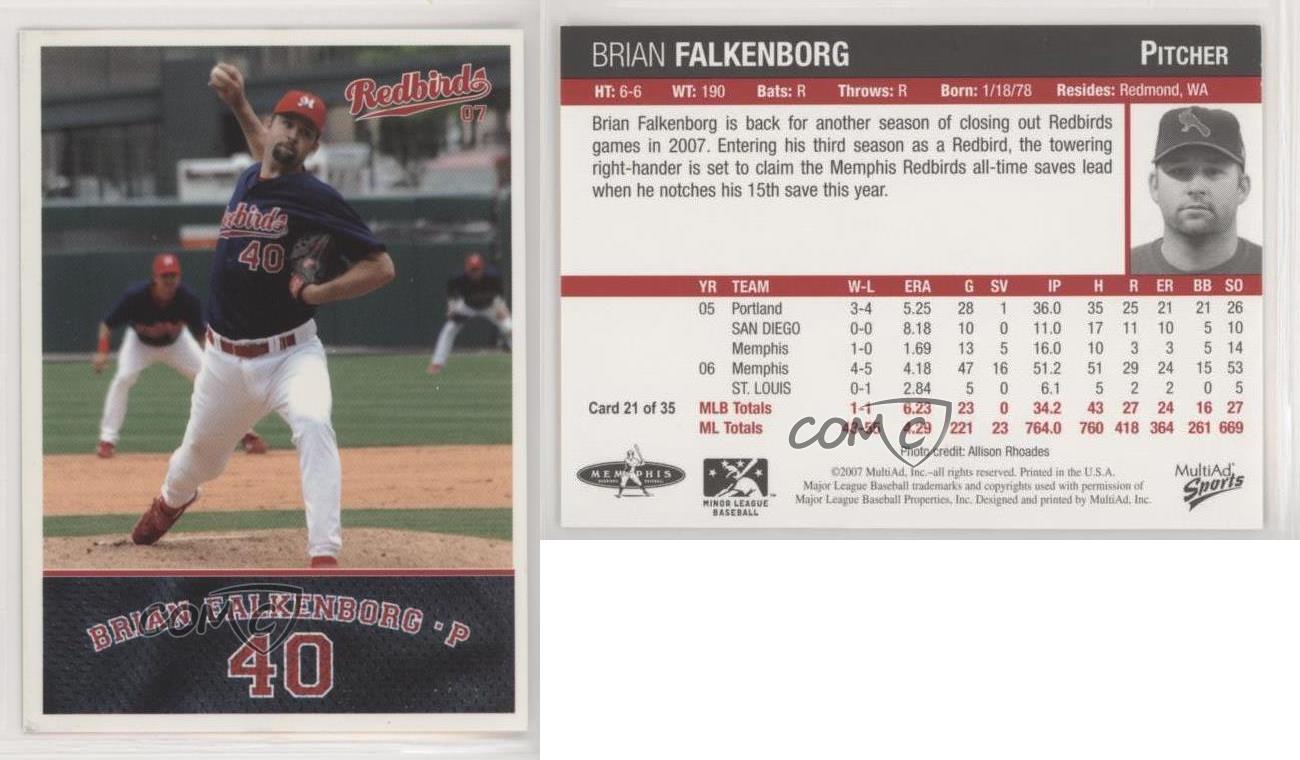 Redbirds
07
Redbirds
40
BRIAN FALKENBORG · P
40
COMC
BRIAN FALKENBORG PITCHER
HT: 6-6 WT: 190 Bats: R Throws: R Born: 1/18/78 Resides: Redmond, WA
Brian Falkenborg is back for another season of closing out Redbirds
games in 2007. Entering his third season as a Redbird, the towering
right-hander is set to claim the Memphis Redbirds all-time saves lead
when he notches his 15th save this year.
YR TEAM W-L ERA G SV IP H R ER BB SO
05 Portland 3-4 5.25 28 1 36.0 35 25 21 21 26
SAN DIEGO 0-0 8.18 10 0 11.0 17 11 10 5 10
Memphis 1-0 1.69 13 5 16.0 10 3 3 5 14
06 Memphis 4-5 4.18 47 16 51.2 51 29 24 15 53
ST. LOUIS 0-1 2.84 5 0 6.1 5 2 2 0 5
Card 21 of 35 MLB Totals 1-1 6.23 23 0 34.2 43 27 24 16 27
ML Totals 4.29 221 23 764.0 760 418 364 261 669
COMC
Photo credit: Allison Rhoades
MEMPHIS
MINOR LEAGUE
BASEBALL
©2007 MultiAd, Inc.–all rights reserved. Printed in the U.S.A.
Major League Baseball trademarks and copyrights used with permission of
Major League Baseball Properties, Inc. Designed and printed by MultiAd, Inc.
MultiAd
Sports